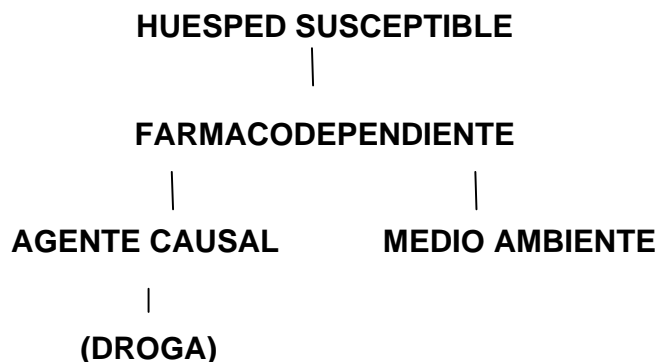 HUESPED SUSCEPTIBLE
FARMACODEPENDIENTE
AGENTE CAUSAL MEDIO AMBIENTE
(DROGA)